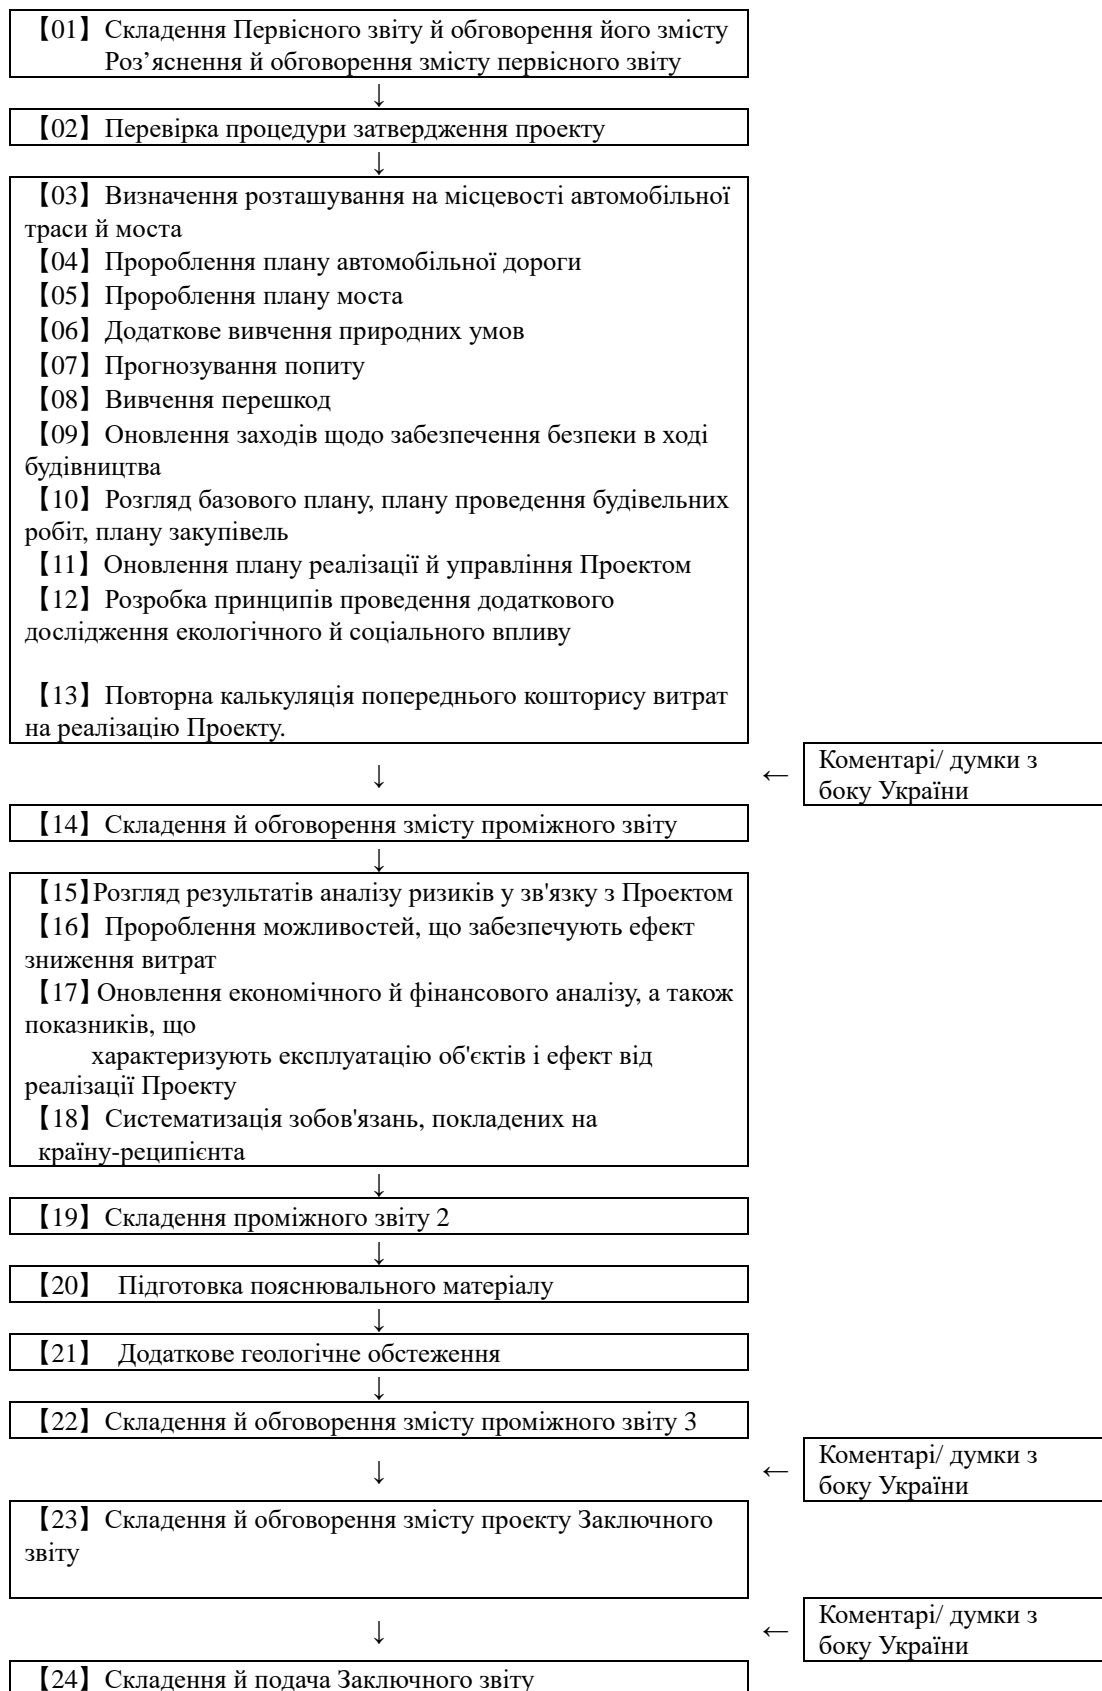 【01】Складення Первісного звіту й обговорення його змісту
Роз’яснення й обговорення змісту первісного звіту
↓
【02】Перевірка процедури затвердження проекту
↓
【03】Визначення розташування на місцевості автомобільної
траси й моста
【04】Пророблення плану автомобільної дороги
【05】Пророблення плану моста
【06】Додаткове вивчення природних умов
【07】Прогнозування попиту
【08】Вивчення перешкод
【09】Оновлення заходів щодо забезпечення безпеки в ході
будівництва
【10】Розгляд базового плану, плану проведення будівельних
робіт, плану закупівель
【11】Оновлення плану реалізації й управління Проектом
【12】Розробка принципів проведення додаткового
дослідження екологічного й соціального впливу
【13】Повторна калькуляція попереднього кошторису витрат
на реалізацію Проекту.
↓
←
Коментарі/ думки з
боку України
【14】Складення й обговорення змісту проміжного звіту
↓
【15】Розгляд результатів аналізу ризиків у зв'язку з Проектом
【16】Пророблення можливостей, що забезпечують ефект
зниження витрат
【17】Оновлення економічного й фінансового аналізу, а також
показників, що
характеризують експлуатацію об'єктів і ефект від
реалізації Проекту
【18】Систематизація зобов'язань, покладених на
країну-реципієнта
↓
【19】Складення проміжного звіту 2
↓
【20】 Підготовка пояснювального матеріалу
↓
【21】 Додаткове геологічне обстеження
↓
【22】Складення й обговорення змісту проміжного звіту 3
↓
←
Коментарі/ думки з
боку України
【23】Складення й обговорення змісту проекту Заключного
звіту
↓
←
Коментарі/ думки з
боку України
【24】Складення й подача Заключного звіту